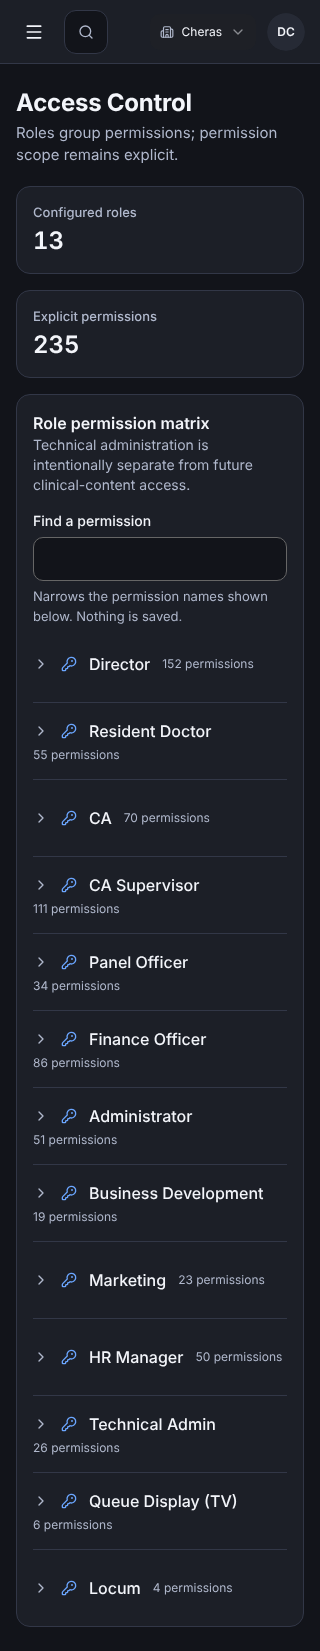 Cheras
DC
Access Control
Roles group permissions; permission
scope remains explicit.
Configured roles
13
Explicit permissions
235
Role permission matrix
Technical administration is
intentionally separate from future
clinical-content access.
Find a permission
Narrows the permission names shown
below. Nothing is saved.
Director 152 permissions
Resident Doctor
55 permissions
CA 70 permissions
CA Supervisor
111 permissions
Panel Officer
34 permissions
Finance Officer
86 permissions
Administrator
51 permissions
Business Development
19 permissions
Marketing 23 permissions
HR Manager 50 permissions
Technical Admin
26 permissions
Queue Display (TV)
6 permissions
Locum 4 permissions